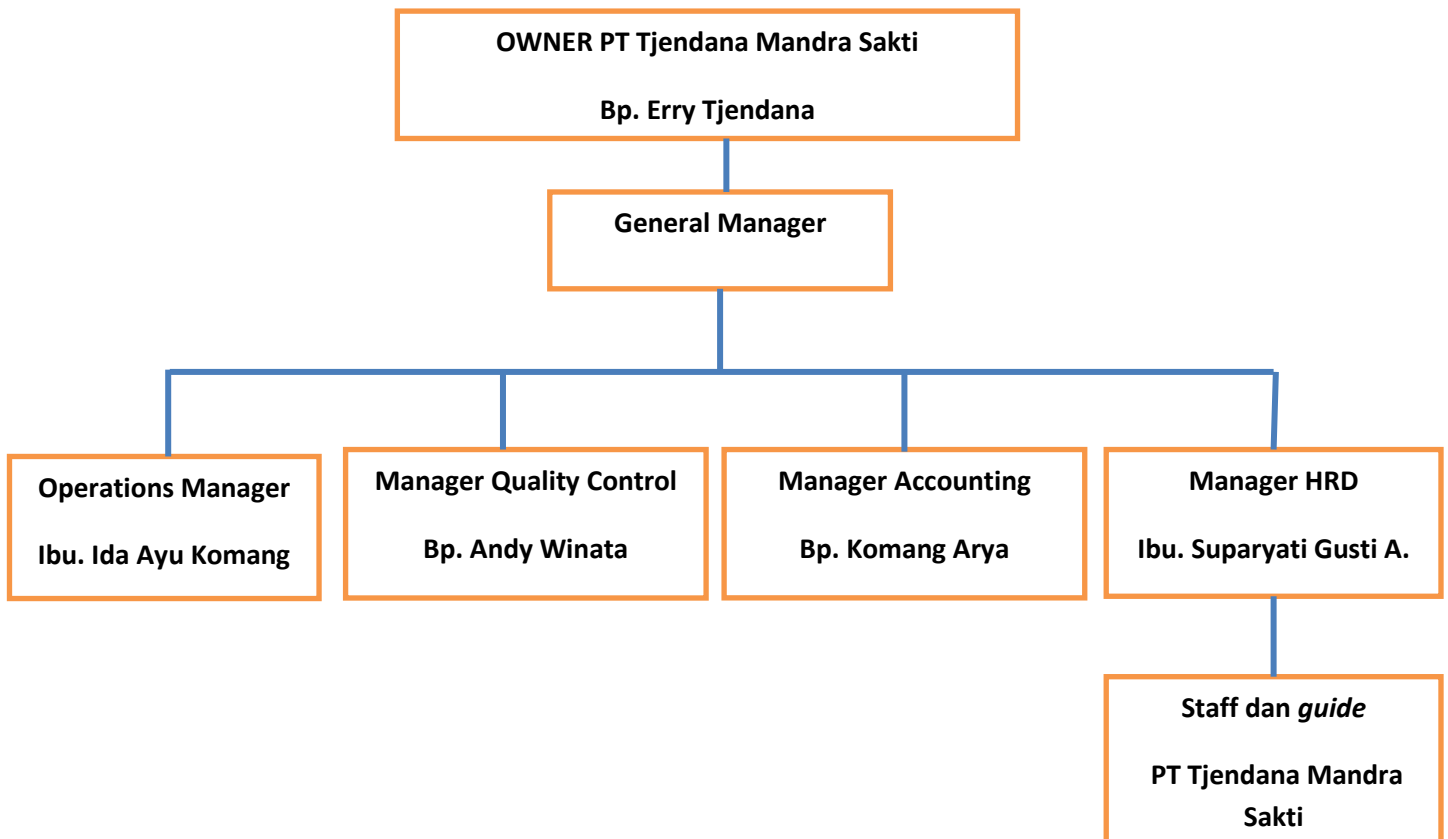 OWNER PT Tjendana Mandra Sakti
Bp. Erry Tjendana
General Manager
Operations Manager
Ibu. Ida Ayu Komang
Manager Quality Control
Bp. Andy Winata
Manager Accounting
Bp. Komang Arya
Manager HRD
Ibu. Suparyati Gusti A.
Staff dan guide
PT Tjendana Mandra
Sakti